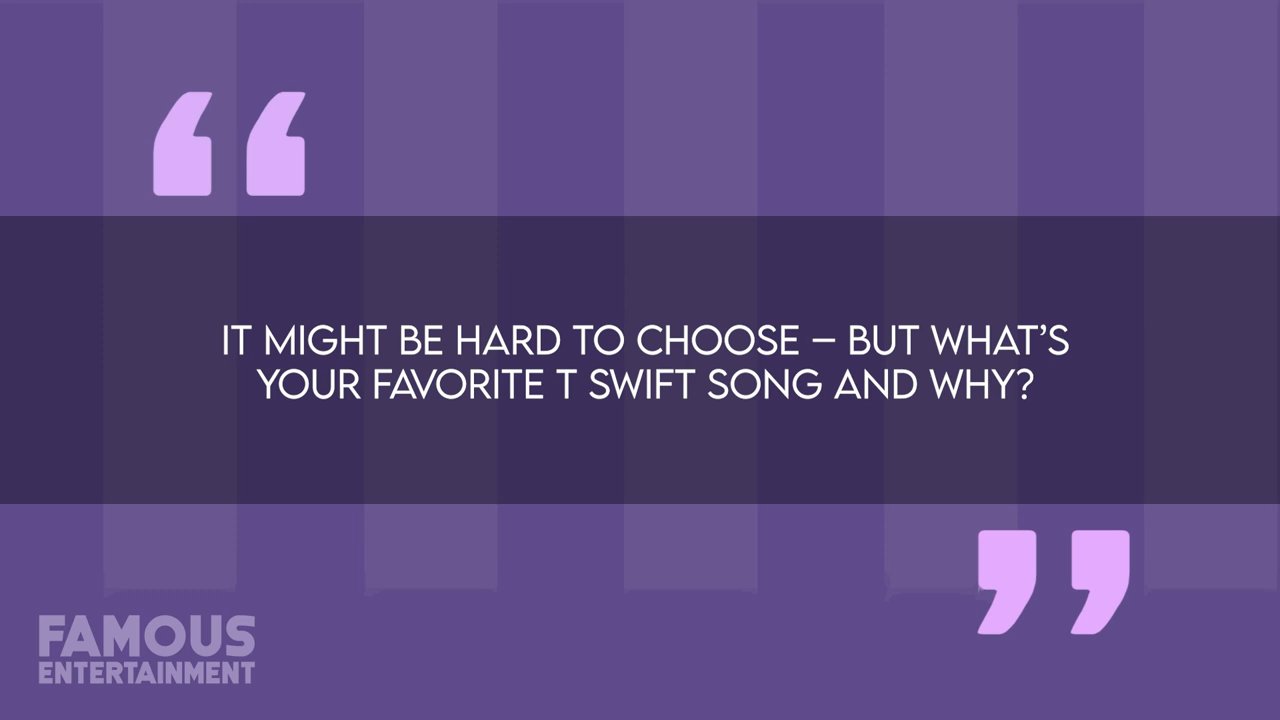 “
IT MIGHT BE HARD TO CHOOSE – BUT WHAT’S
YOUR FAVORITE T SWIFT SONG AND WHY?
”
FAMOUS
ENTERTAINMENT